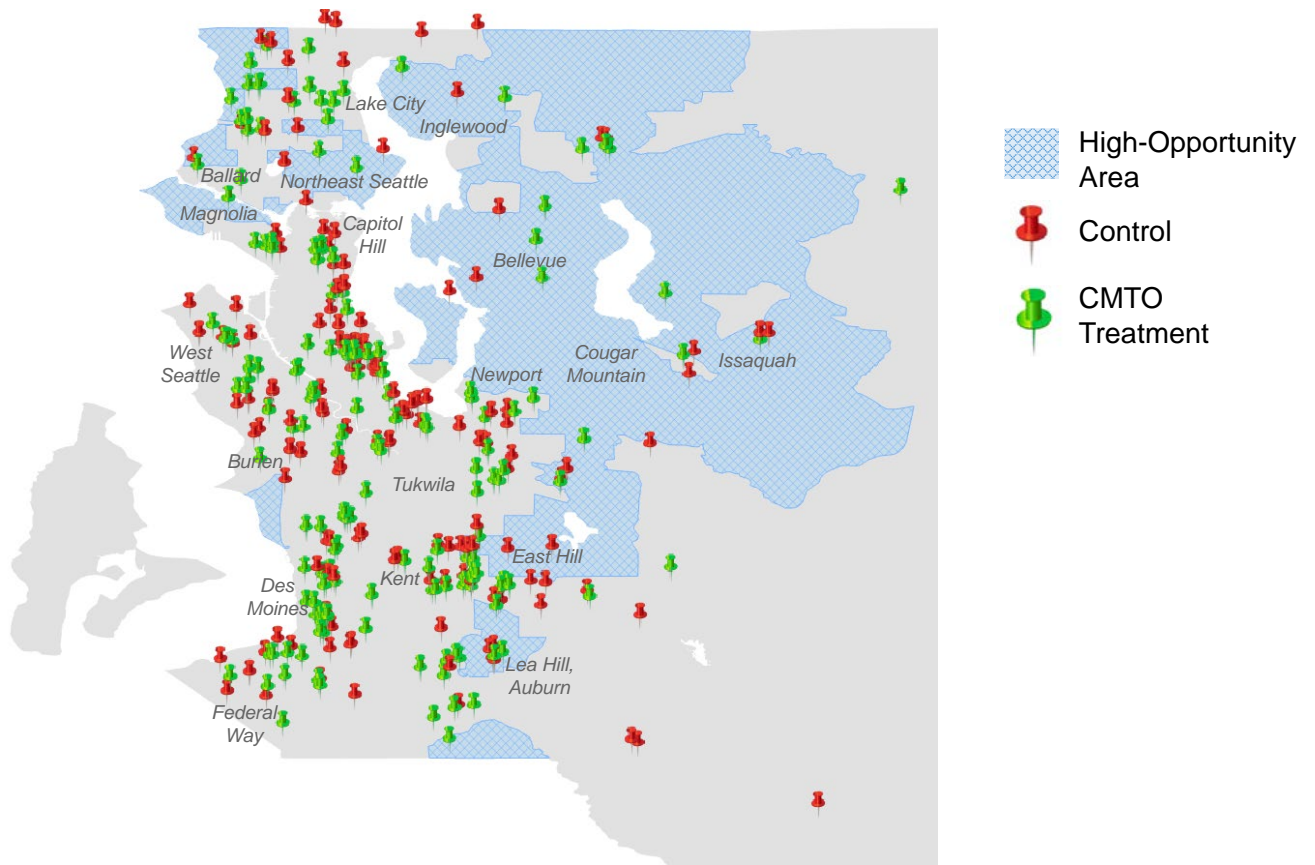 Lake City
Inglewood
Ballard
Northeast Seattle
Magnolia
Capitol
Hill
Bellevue
West
Seattle
Newport
Cougar
Mountain
Issaquah
Burien
Tukwila
East Hill
Kent
Des
Moines
Lea Hill,
Auburn
Federal
Way
High-Opportunity
Area
Control
CMTO
Treatment